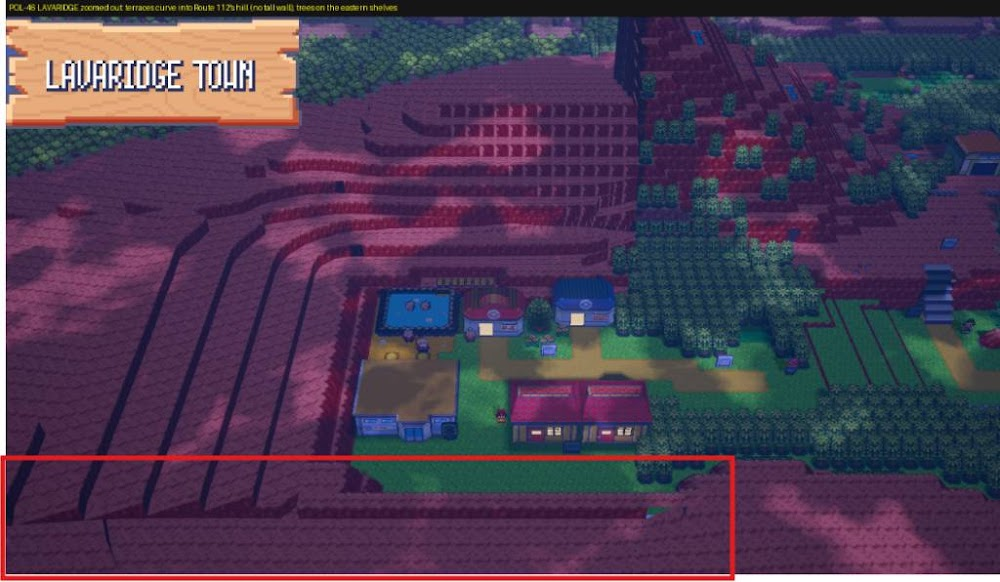 POL-46 LAVARIDGE zoomed out: terraces curve into Route 112's hill (no tall wall), trees on the eastern shelves
LAVARIDGE TOWN